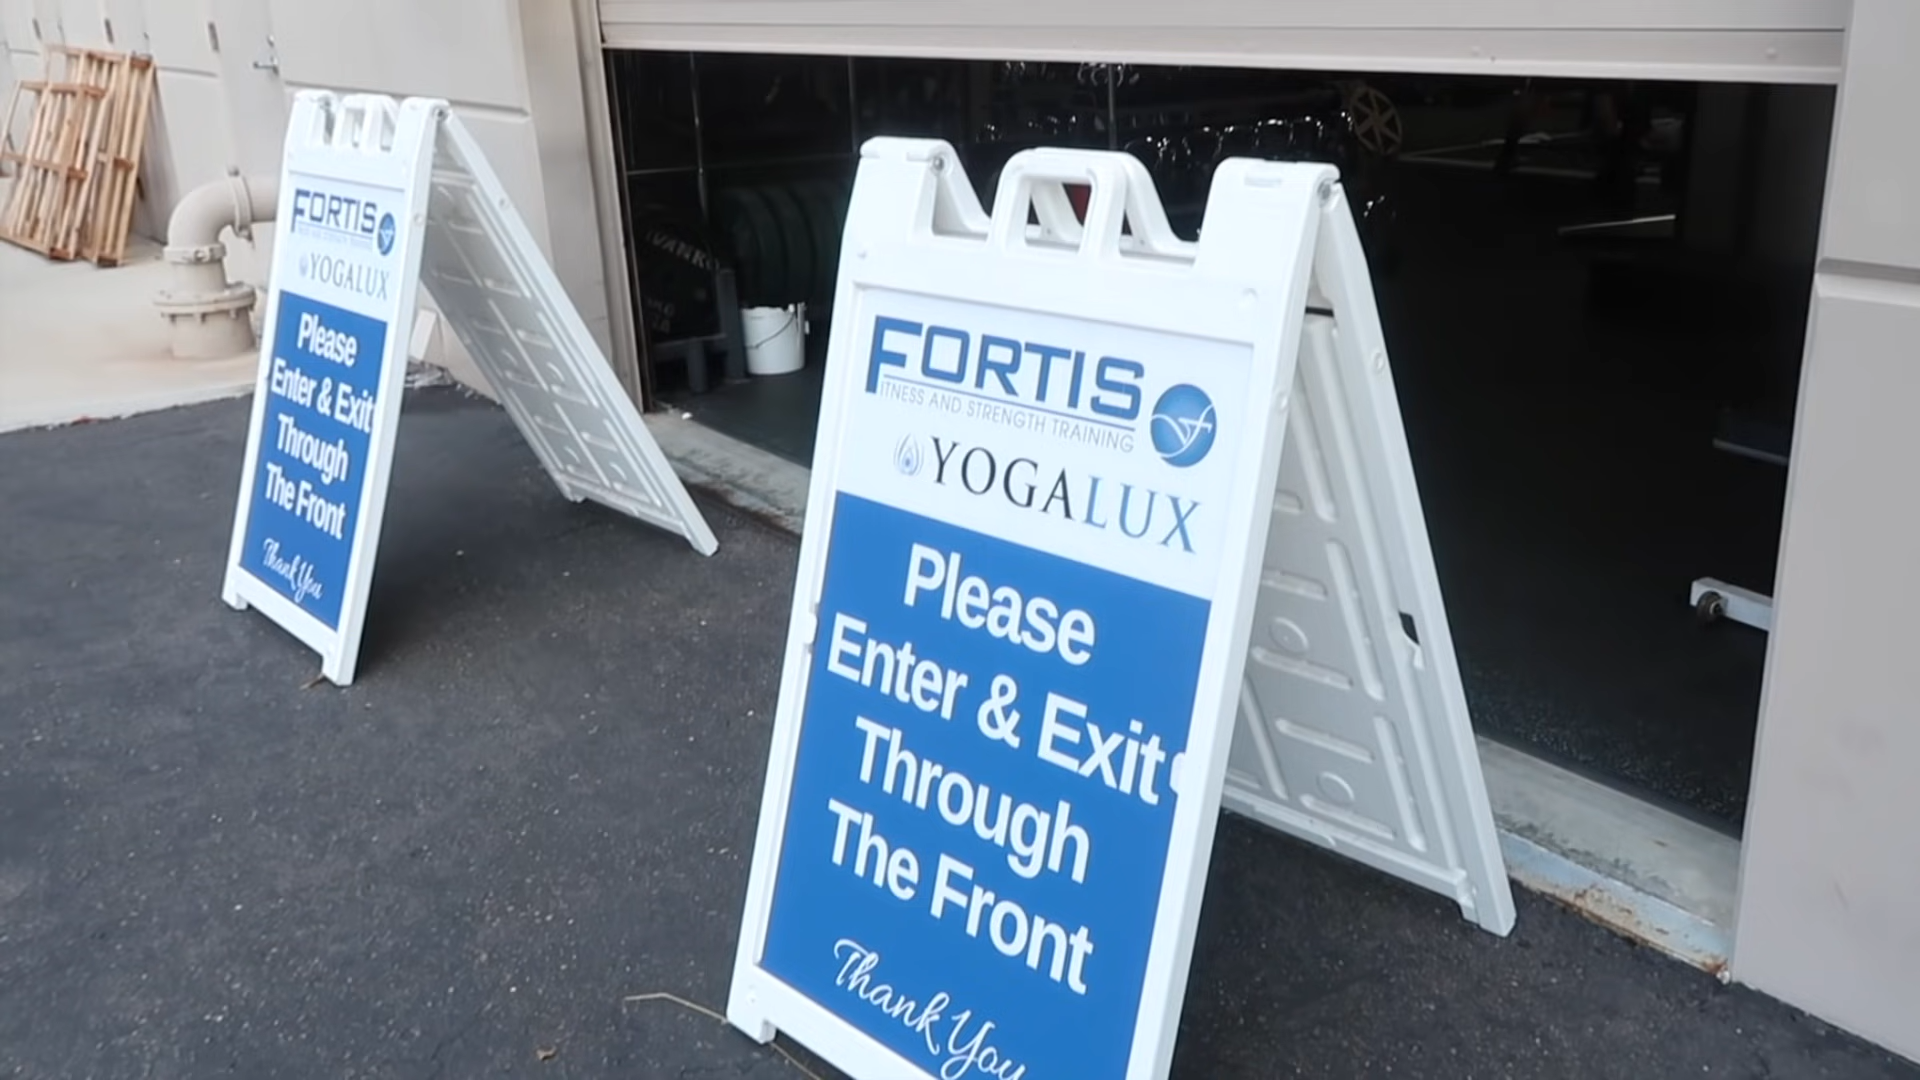 FORTIS
YOGALUX
Please
Enter & Exit
Through
The Front
Thank You
FORTIS
FITNESS AND STRENGTH TRAINING
YOGALUX
Please
Enter & Exit
Through
The Front
Thank You
IVANKO